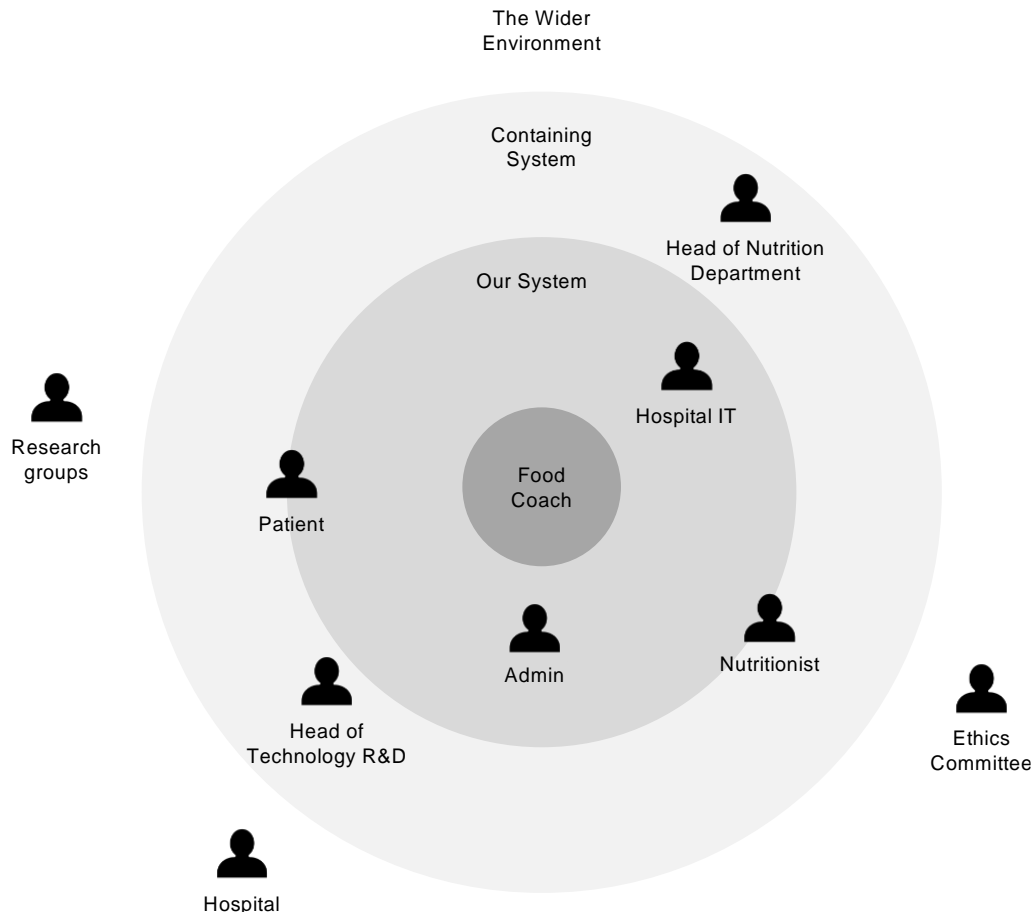 The Wider
Environment
Containing
System
Head of Nutrition
Department
Our System
Hospital IT
Research
groups
Food
Coach
Patient
Admin
Nutritionist
Head of
Technology R&D
Ethics
Committee
Hospital